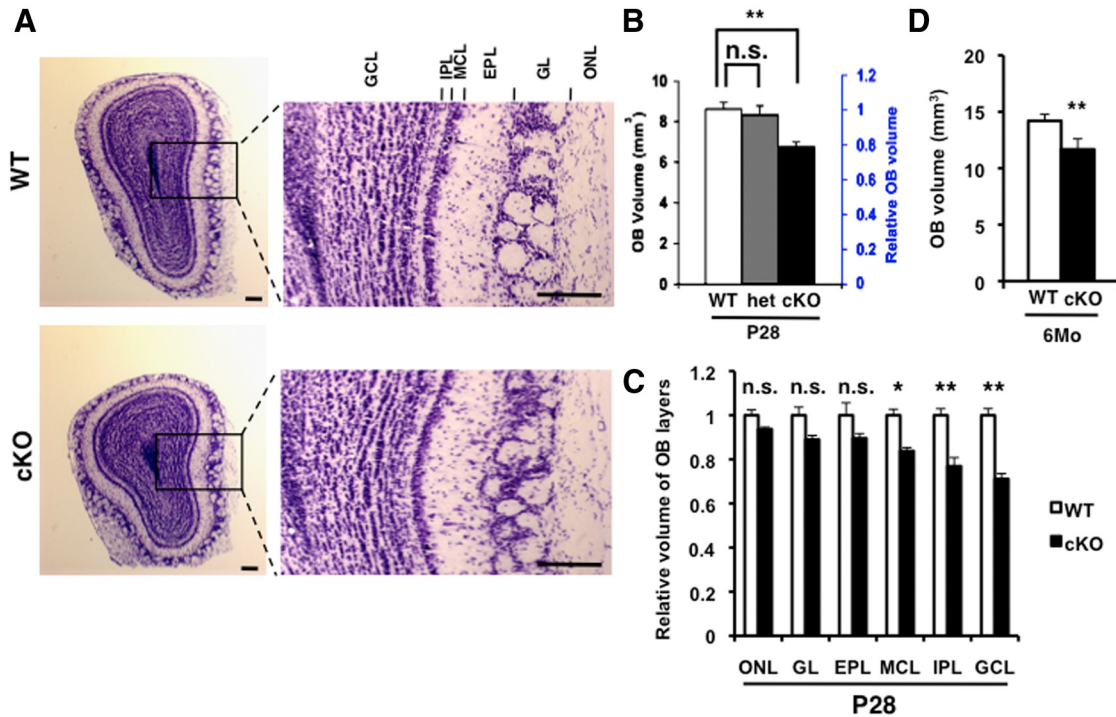 A
WT
cKO
GCL
IPL
MCL
EPL
GL
ONL
B
**
n.s.
OB Volume (mm3)
10
8
6
4
2
0
1.2
1
0.8
0.6
0.4
0.2
0
Relative OB volume
WT het cKO
P28
D
**
OB Volume (mm3)
20
15
10
5
0
WT cKO
6Mo
C
n.s. n.s. n.s. * ** **
Relative volume of OB layers
1.2
1
0.8
0.6
0.4
0.2
0
ONL GL EPL MCL IPL GCL
P28
WT
cKO